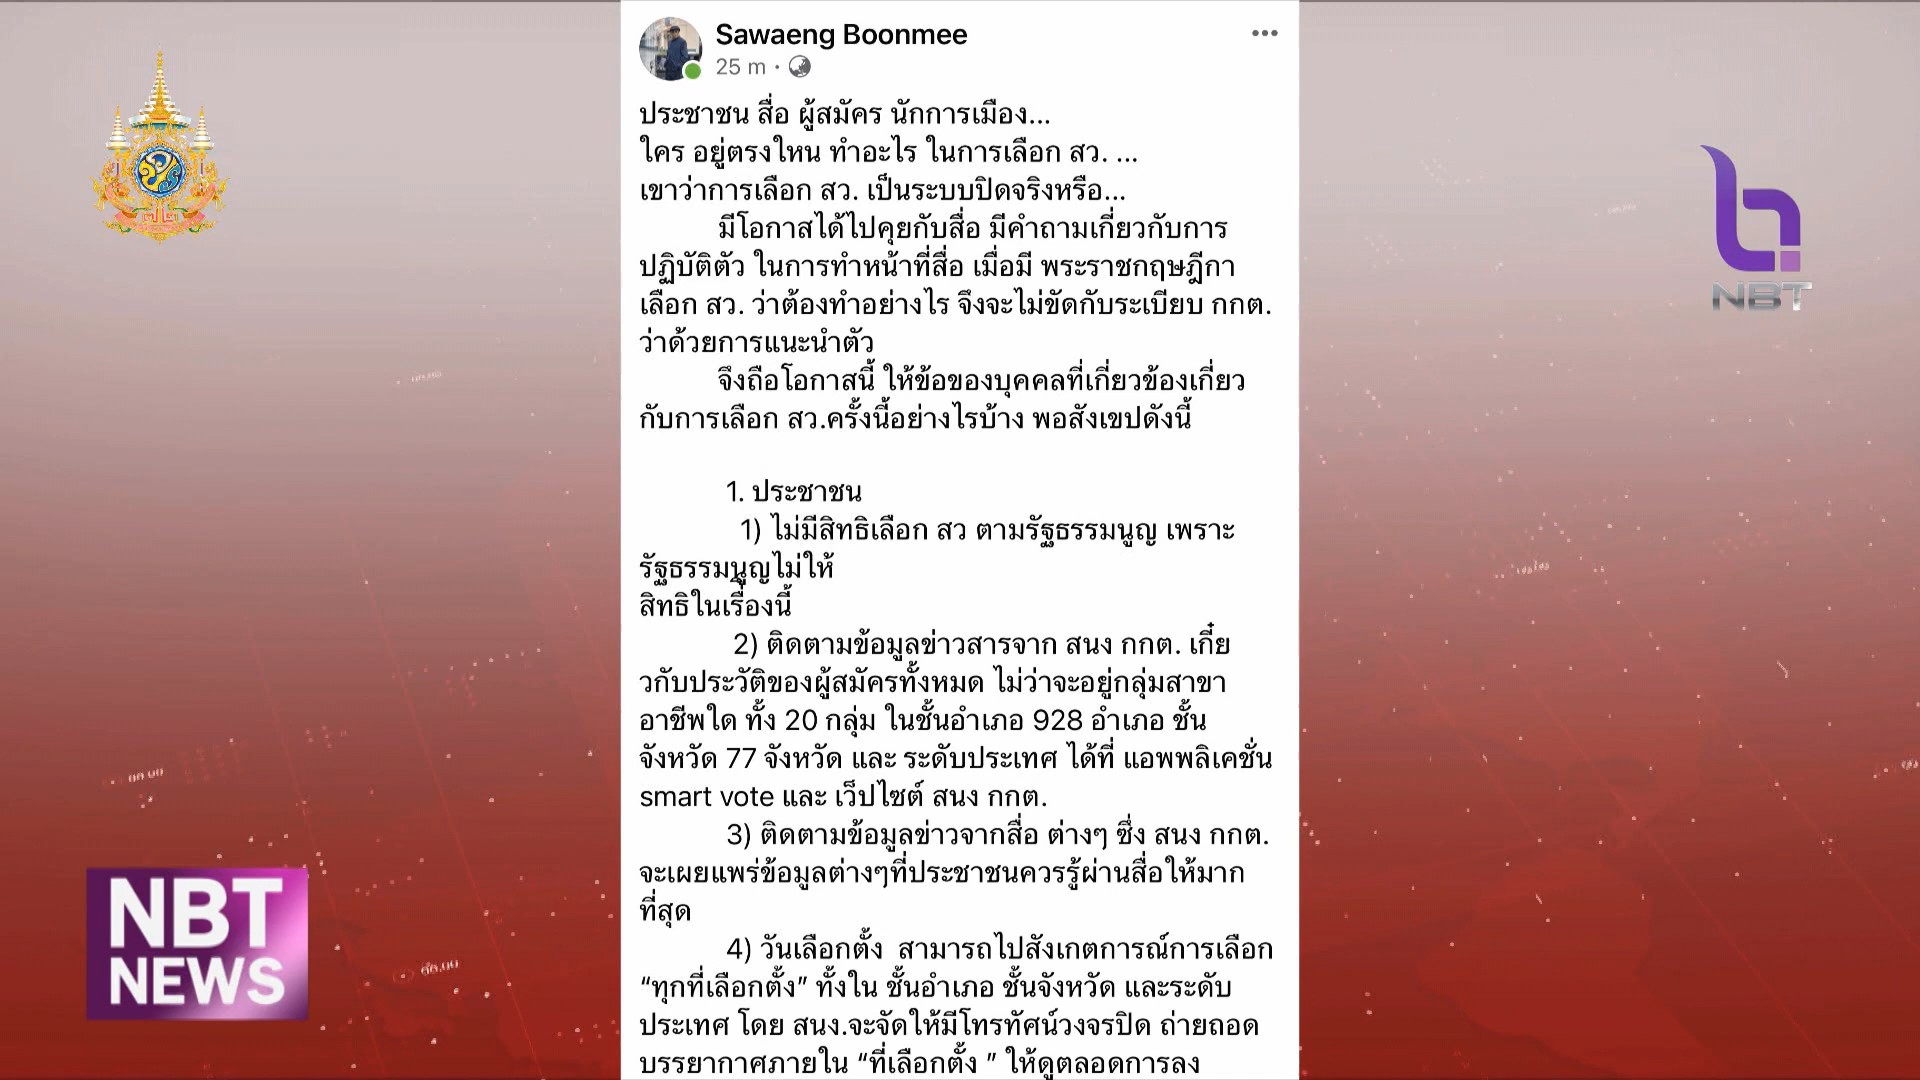 Sawaeng Boonmee
25 m ·
ประชาชน สื่อ ผู้สมัคร นักการเมือง...
ใคร อยู่ตรงใหน ทำอะไร ในการเลือก สว. ...
เขาว่าการเลือก สว. เป็นระบบปิดจริงหรือ...
มีโอกาสได้ไปคุยกับสื่อ มีคำถามเกี่ยวกับการ
ปฏิบัติตัว ในการทำหน้าที่สื่อ เมื่อมี พระราชกฤษฎีกา
เลือก สว. ว่าต้องทำอย่างไร จึงจะไม่ขัดกับระเบียบ กกต.
ว่าด้วยการแนะนำตัว
จึงถือโอกาสนี้ ให้ข้อของบุคคลที่เกี่ยวข้องเกี่ยว
กับการเลือก สว.ครั้งนี้อย่างไรบ้าง พอสังเขปดังนี้
1. ประชาชน
1) ไม่มีสิทธิเลือก สว ตามรัฐธรรมนูญ เพราะ
รัฐธรรมนูญไม่ให้
สิทธิในเรื่องนี้
2) ติดตามข้อมูลข่าวสารจาก สนง กกต. เกี๋ย
วกับประวัติของผู้สมัครทั้งหมด ไม่ว่าจะอยู่กลุ่มสาขา
อาชีพใด ทั้ง 20 กลุ่ม ในชั้นอำเภอ 928 อำเภอ ชั้น
จังหวัด 77 จังหวัด และ ระดับประเทศ ได้ที่ แอพพลิเคชั่น
smart vote และ เว็ปไซต์ สนง กกต.
3) ติดตามข้อมูลข่าวจากสื่อ ต่างๆ ซึ่ง สนง กกต.
จะเผยแพร่ข้อมูลต่างๆที่ประชาชนควรรู้ผ่านสื่อให้มาก
ที่สุด
4) วันเลือกตั้ง สามารถไปสังเกตการณ์การเลือก
“ทุกที่เลือกตั้ง” ทั้งใน ชั้นอำเภอ ชั้นจังหวัด และระดับ
ประเทศ โดย สนง.จะจัดให้มีโทรทัศน์วงจรปิด ถ่ายถอด
บรรยากาศภายใน “ที่เลือกตั้ง ” ให้ดูตลอดการลง
NBT
NBT
NEWS